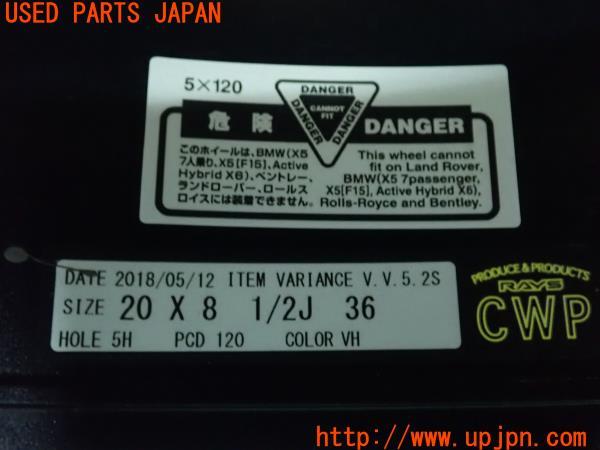 USED PARTS JAPAN
5×120
DANGER
CANNOT FIT
DANGER
DANGER
危険
DANGER
このホイールは、BMW(X5
7人乗り、X5[F15]、Active
Hybrid X6)、ベントレー、
ランドローバー、ロールス
ロイスには装着できません。
This wheel cannot
fit on Land Rover,
BMW(X5 7passenger,
X5[F15], Active Hybrid X6),
Rolls-Royce and Bentley.
DATE 2018/05/12 ITEM VARIANCE V.V.5.2S
SIZE 20 X 8 1/2J 36
HOLE 5H PCD 120 COLOR VH
PRODUCE & PRODUCTS
RAYS
CWP
UPJ
http://www.upjpn.com/